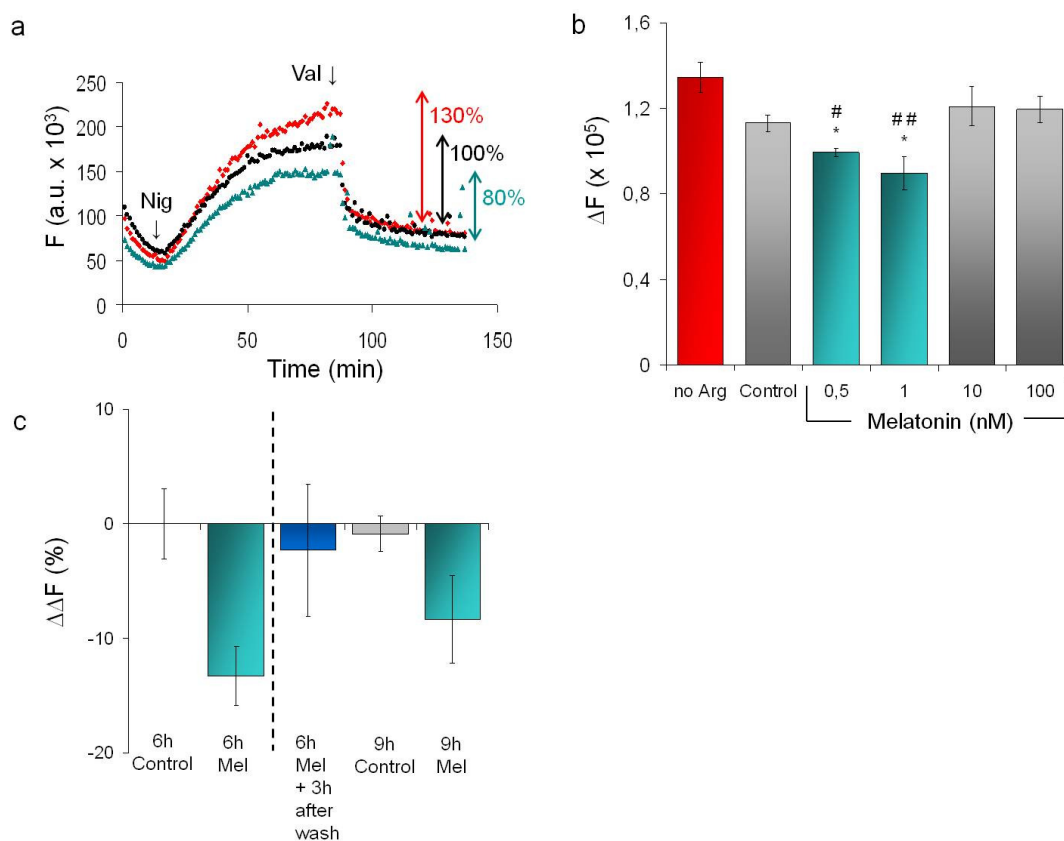 a
F (a.u. x 10³)
250
200
150
100
50
0
Nig
↓
Val ↓
130%
100%
80%
0 50 100 150
Time (min)
b
ΔF (x 10⁵)
1,6
1,2
0,8
0,4
0
#
*
##
*
no Arg Control 0,5 1 10 100
Melatonin (nM)
c
ΔΔF (%)
10
0
-10
-20
6h
Control
6h
Mel
6h
Mel
+ 3h
after
wash
9h
Control
9h
Mel